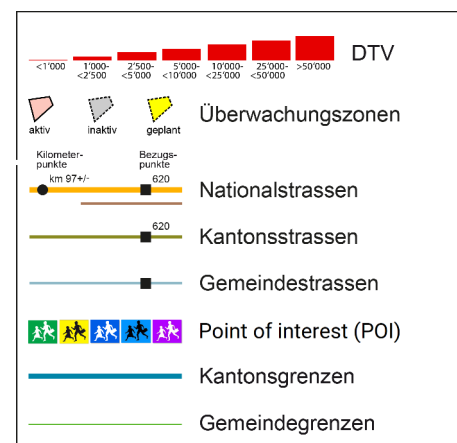 DTV
<1'000
1'000-
<2'500
2'500-
<5'000
5'000-
<10'000
10'000-
<25'000
25'000-
<50'000
>50'000
Überwachungszonen
aktiv
inaktiv
geplant
Kilometer-
punkte
Bezugs-
punkte
km 97+/-
620
Nationalstrassen
620
Kantonsstrassen
Gemeindestrassen
Point of interest (POI)
Kantonsgrenzen
Gemeindegrenzen